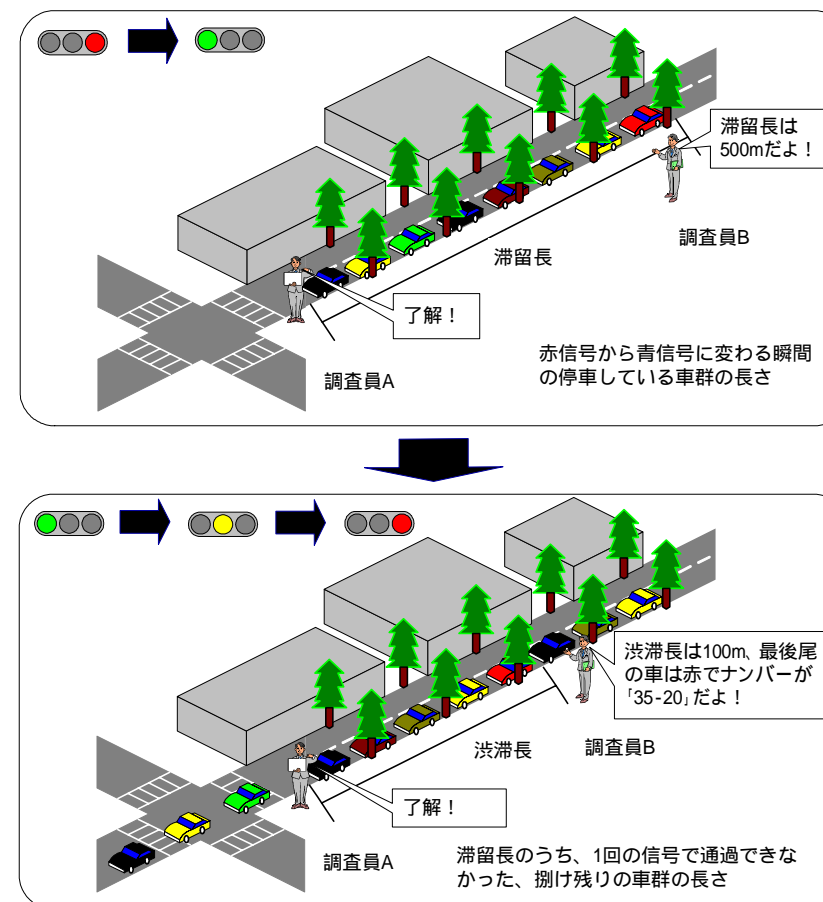 滞留長は
500mだよ！
調査員B
滞留長
了解！
調査員A
赤信号から青信号に変わる瞬間
の停車している車群の長さ
渋滞長は100m、最後尾
の車は赤でナンバーが
｢35-20｣だよ！
調査員B
渋滞長
了解！
調査員A
滞留長のうち、1回の信号で通過できな
かった、捌け残りの車群の長さ